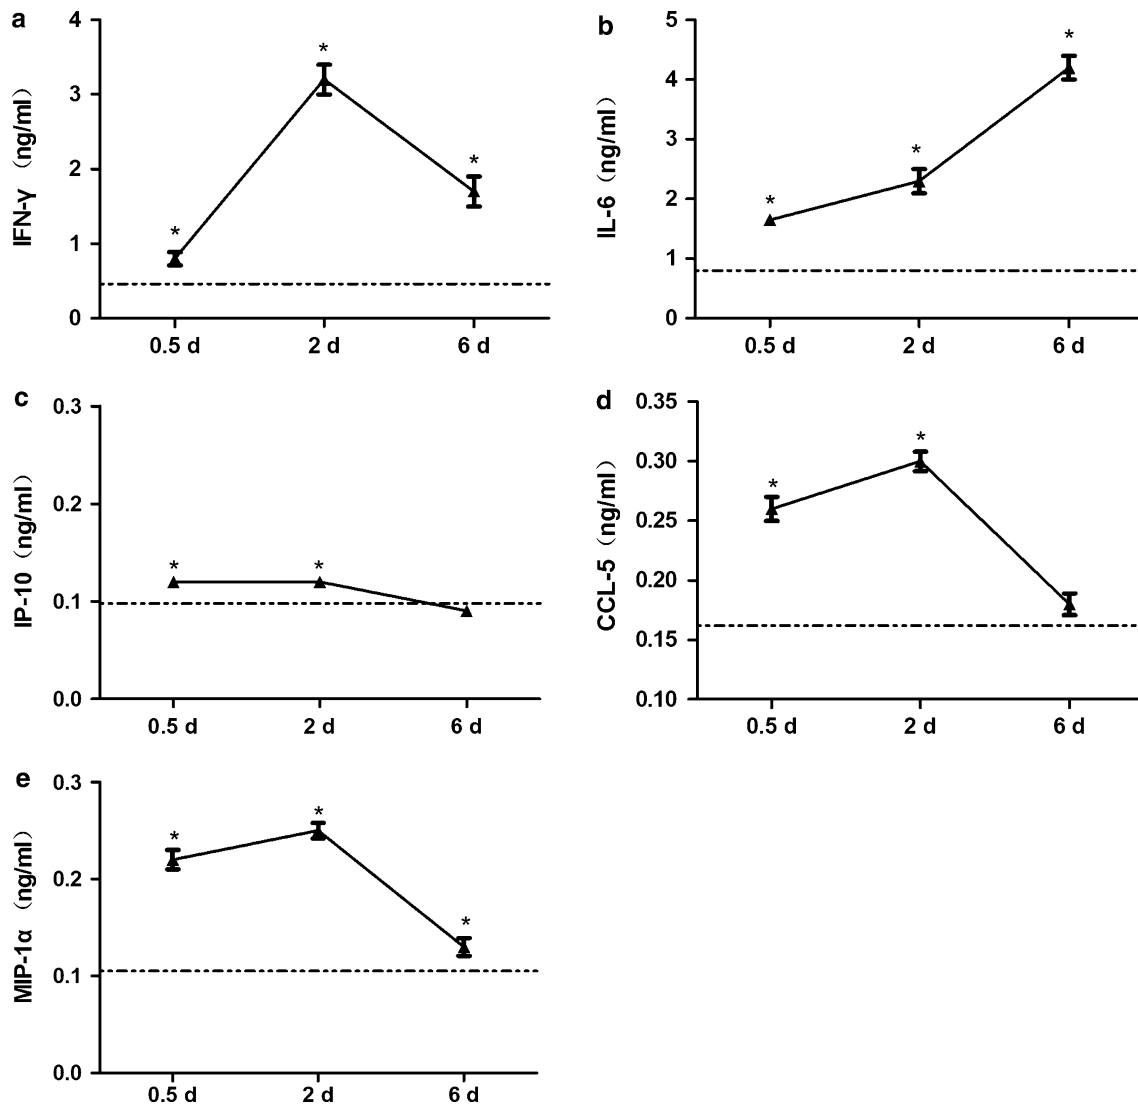 a
4
3
2
1
0
IFN-γ (ng/ml)
*
*
*
0.5 d 2 d 6 d
b
5
4
3
2
1
0
IL-6 (ng/ml)
*
*
*
0.5 d 2 d 6 d
c
0.3
0.2
0.1
0.0
IP-10 (ng/ml)
* *
0.5 d 2 d 6 d
d
0.35
0.30
0.25
0.20
0.15
0.10
CCL-5 (ng/ml)
*
*
0.5 d 2 d 6 d
e
0.3
0.2
0.1
0.0
MIP-1α (ng/ml)
*
*
*
0.5 d 2 d 6 d